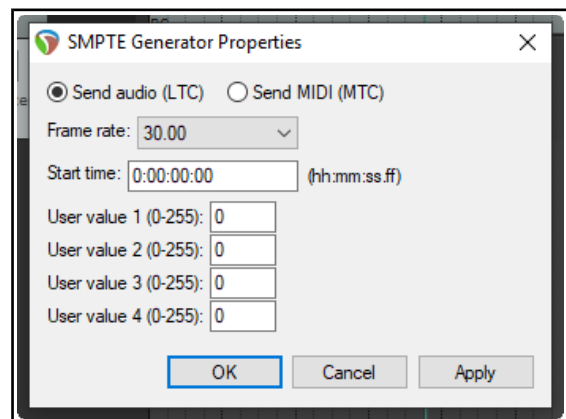 SMPTE Generator Properties
Send audio (LTC) Send MIDI (MTC)
Frame rate: 30.00
Start time: 0:00:00:00 (hh:mm:ss.ff)
User value 1 (0-255): 0
User value 2 (0-255): 0
User value 3 (0-255): 0
User value 4 (0-255): 0
OK Cancel Apply